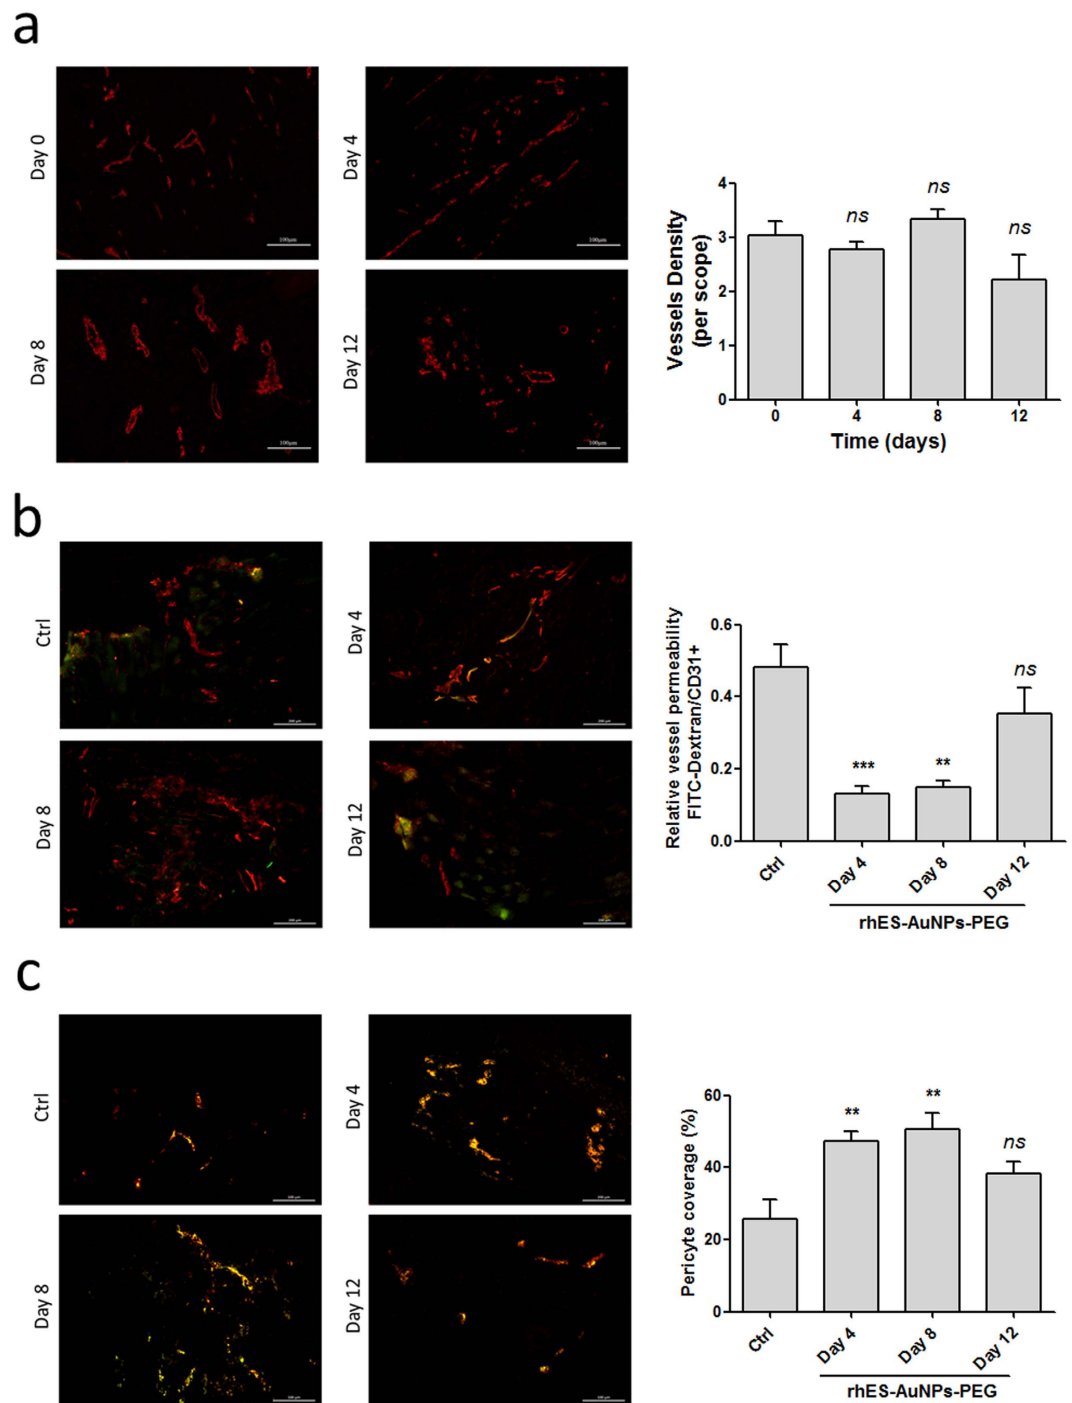 a
Day 0
100µm
Day 4
100µm
Day 8
100µm
Day 12
100µm
Vessels Density
(per scope)
4
3
2
1
0
ns
ns
ns
0
4
8
12
Time (days)
b
Ctrl
Day 4
Day 8
Day 12
Relative vessel permeability
FITC-Dextran/CD31+
0.6
0.4
0.2
0.0
***
**
ns
Ctrl
Day 4
Day 8
Day 12
rhES-AuNPs-PEG
c
Ctrl
Day 4
Day 8
Day 12
Pericyte coverage (%)
60
40
20
0
**
**
ns
Ctrl
Day 4
Day 8
Day 12
rhES-AuNPs-PEG